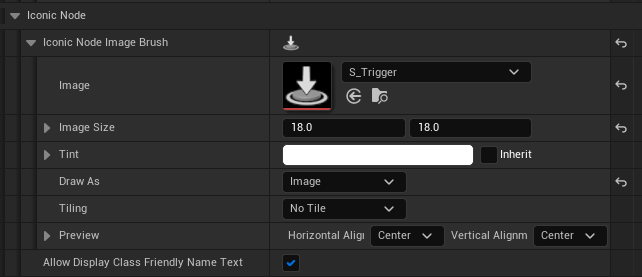 Iconic Node
Iconic Node Image Brush
Image
S_Trigger
Image Size
18.0
18.0
Tint
Inherit
Draw As
Image
Tiling
No Tile
Preview
Horizontal Alig
Center
Vertical Alignm
Center
Allow Display Class Friendly Name Text